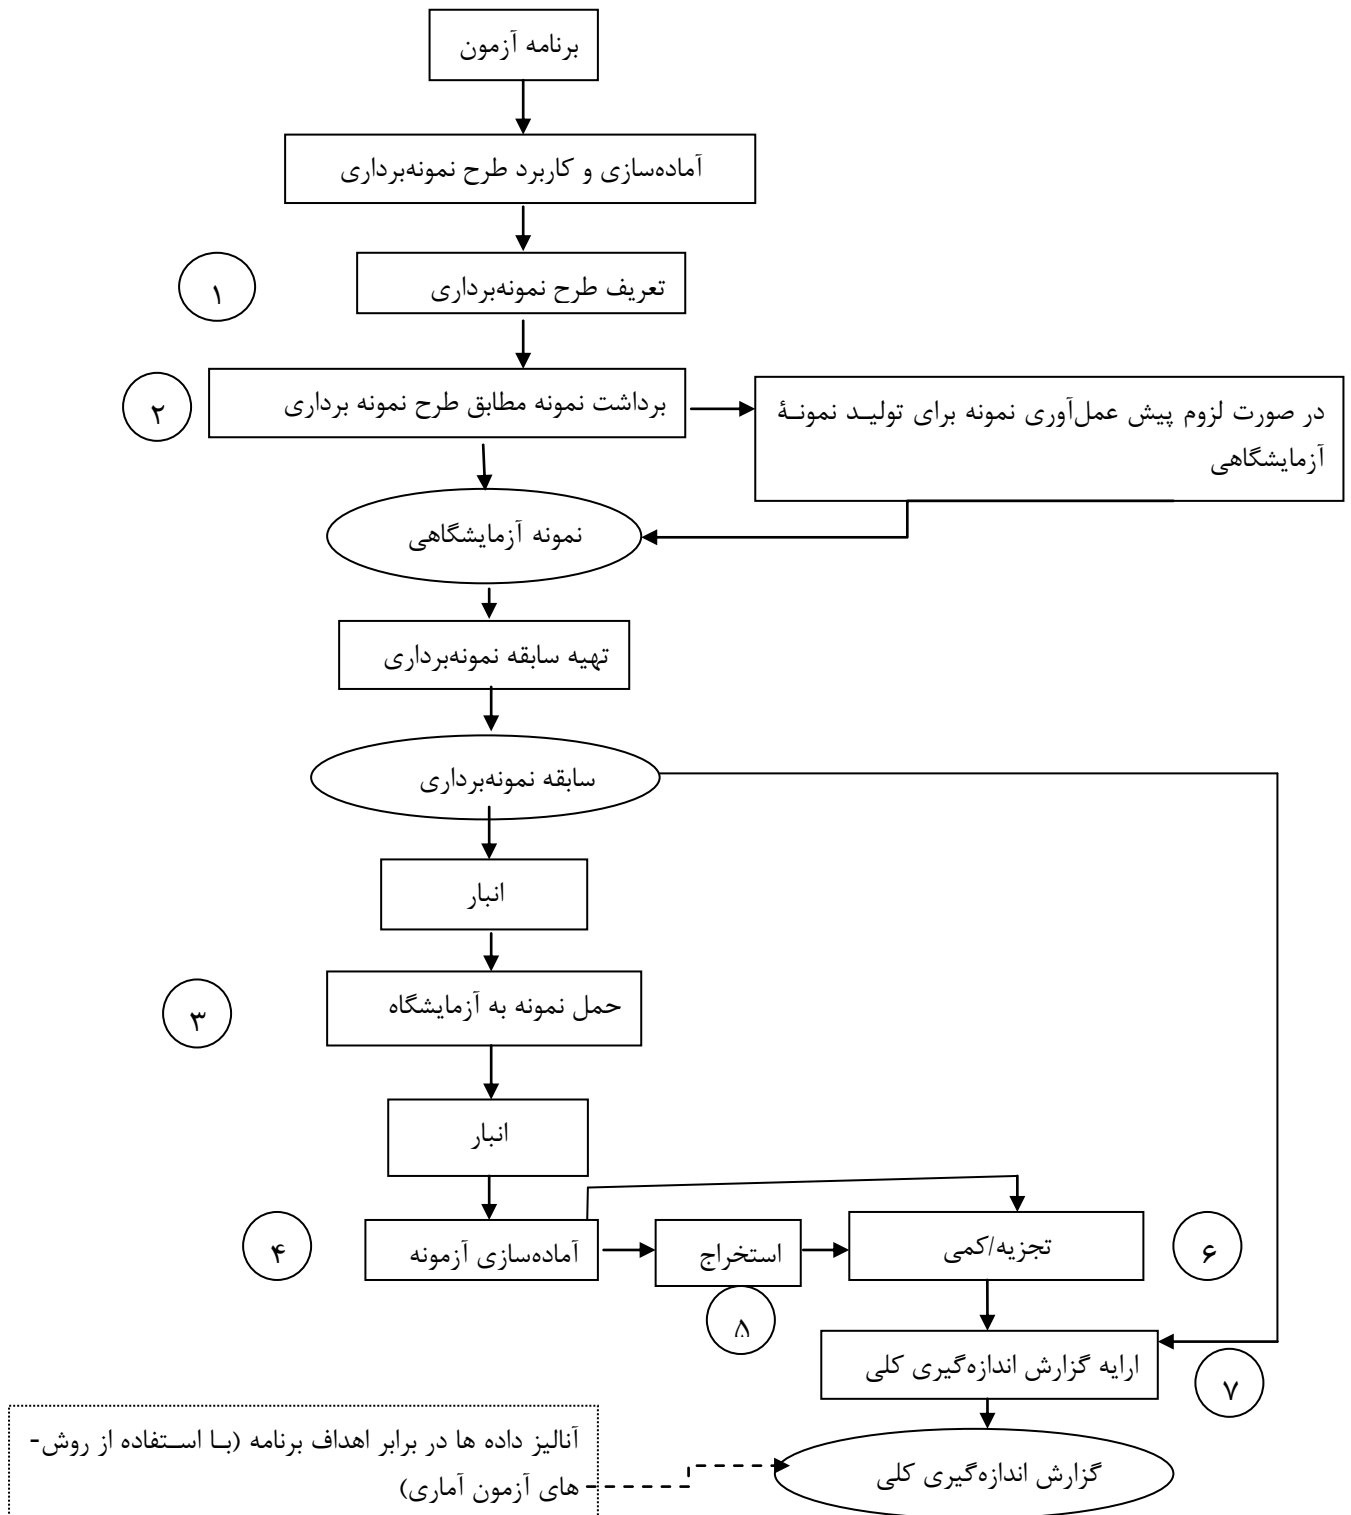 برنامه آزمون
آماده‌سازی و کاربرد طرح نمونه‌برداری
تعریف طرح نمونه‌برداری
۱
برداشت نمونه مطابق طرح نمونه برداری
۲
در صورت لزوم پیش عمل‌آوری نمونه برای تولیـد نمونـۀ
آزمایشگاهی
نمونه آزمایشگاهی
تهیه سابقه نمونه‌برداری
سابقه نمونه‌برداری
انبار
حمل نمونه به آزمایشگاه
۳
انبار
آماده‌سازی آزمونه
۴
استخراج
۵
تجزیه/کمی
۶
ارایه گزارش اندازه‌گیری کلی
۷
گزارش اندازه‌گیری کلی
آنالیز داده ها در برابر اهداف برنامه (بـا اسـتفاده از روش-
های آزمون آماری)